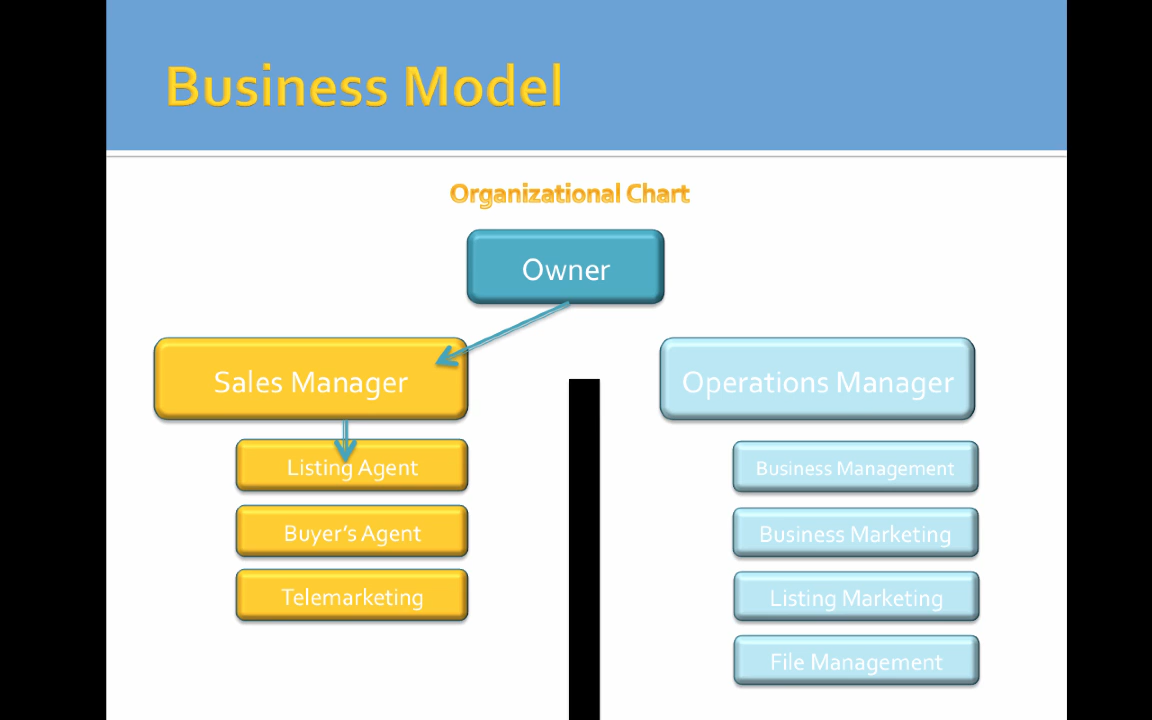 Business Model
Organizational Chart
Owner
Sales Manager
Listing Agent
Buyer’s Agent
Telemarketing
Operations Manager
Business Management
Business Marketing
Listing Marketing
File Management